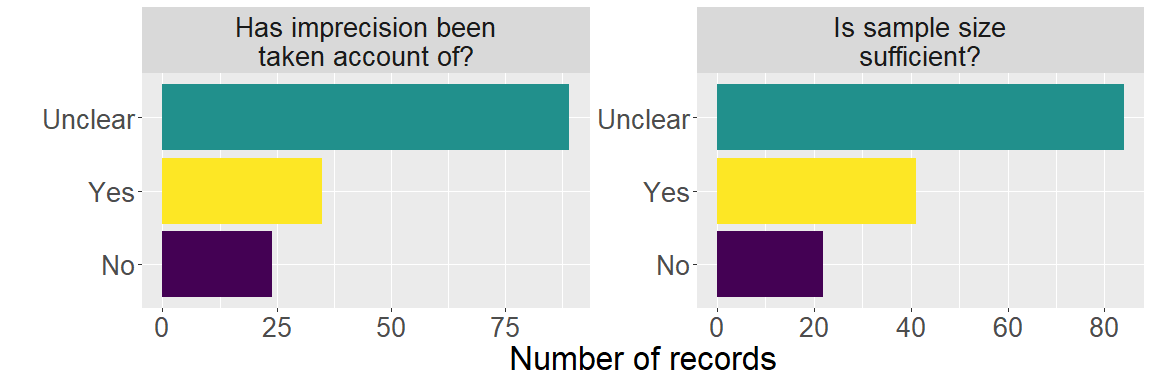 Has imprecision been
taken account of?
Is sample size
sufficient?
Unclear
Yes
No
0 25 50 75
Unclear
Yes
No
0 20 40 60 80
Number of records